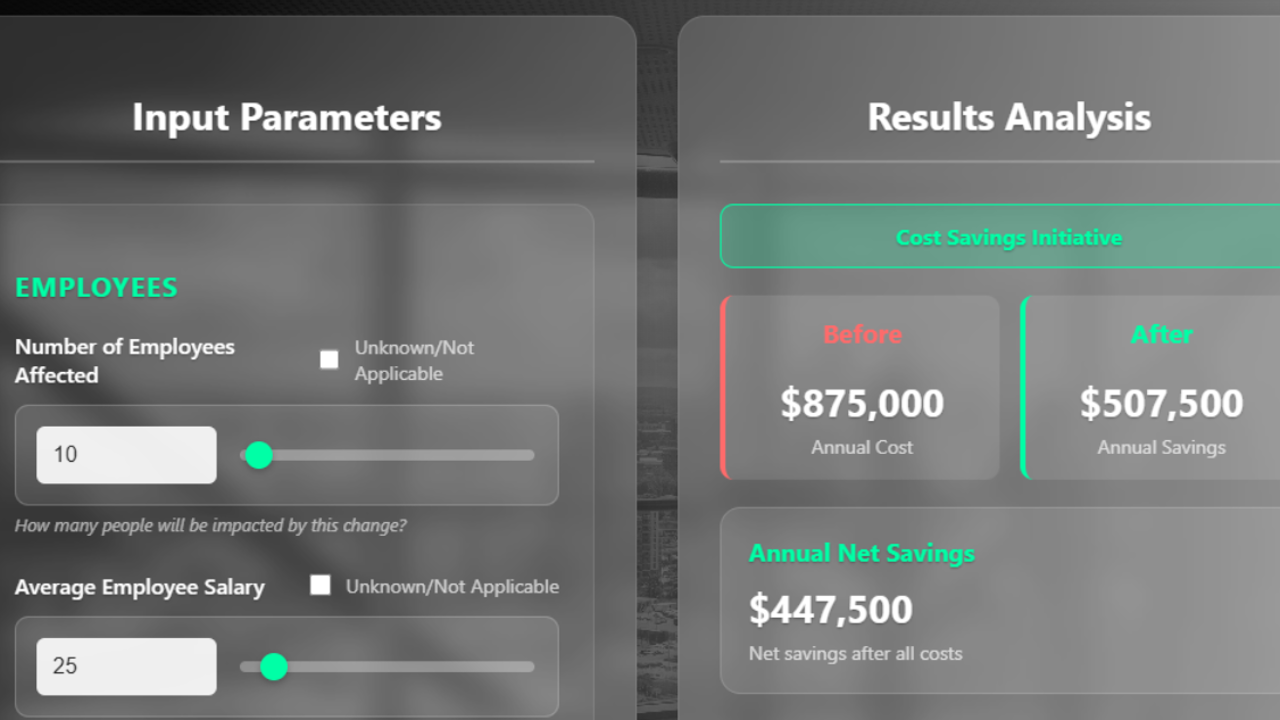 Input Parameters
EMPLOYEES
Number of Employees
Affected
Unknown/Not
Applicable
10
How many people will be impacted by this change?
Average Employee Salary
Unknown/Not Applicable
25
Results Analysis
Cost Savings Initiative
Before
$875,000
Annual Cost
After
$507,500
Annual Savings
Annual Net Savings
$447,500
Net savings after all costs